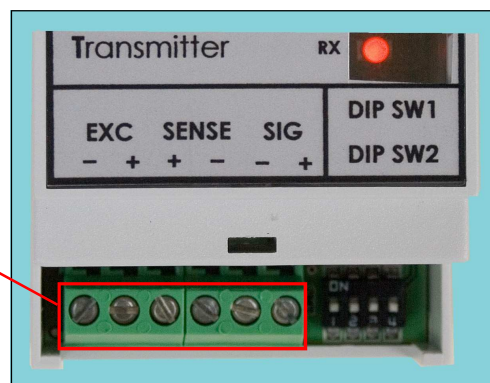 Transmitter RX
EXC SENSE SIG
− + + − − +
DIP SW1
DIP SW2
ON
1 2 3 4